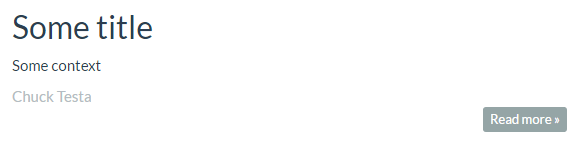 Some title
Some context
Chuck Testa
Read more »